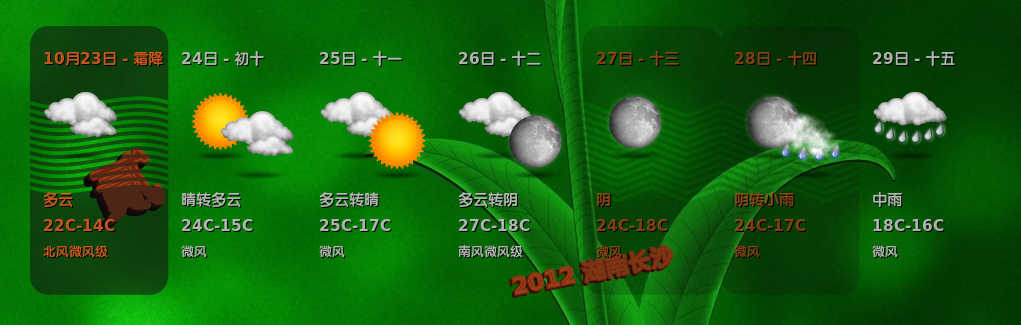 10月23日 - 霜降
多云
22C-14C
北风微风级
24日 - 初十
晴转多云
24C-15C
微风
25日 - 十一
多云转晴
25C-17C
微风
26日 - 十二
多云转阴
27C-18C
南风微风级
27日 - 十三
阴
24C-18C
微风
28日 - 十四
阴转小雨
24C-17C
微风
29日 - 十五
中雨
18C-16C
微风
2012 湖南长沙